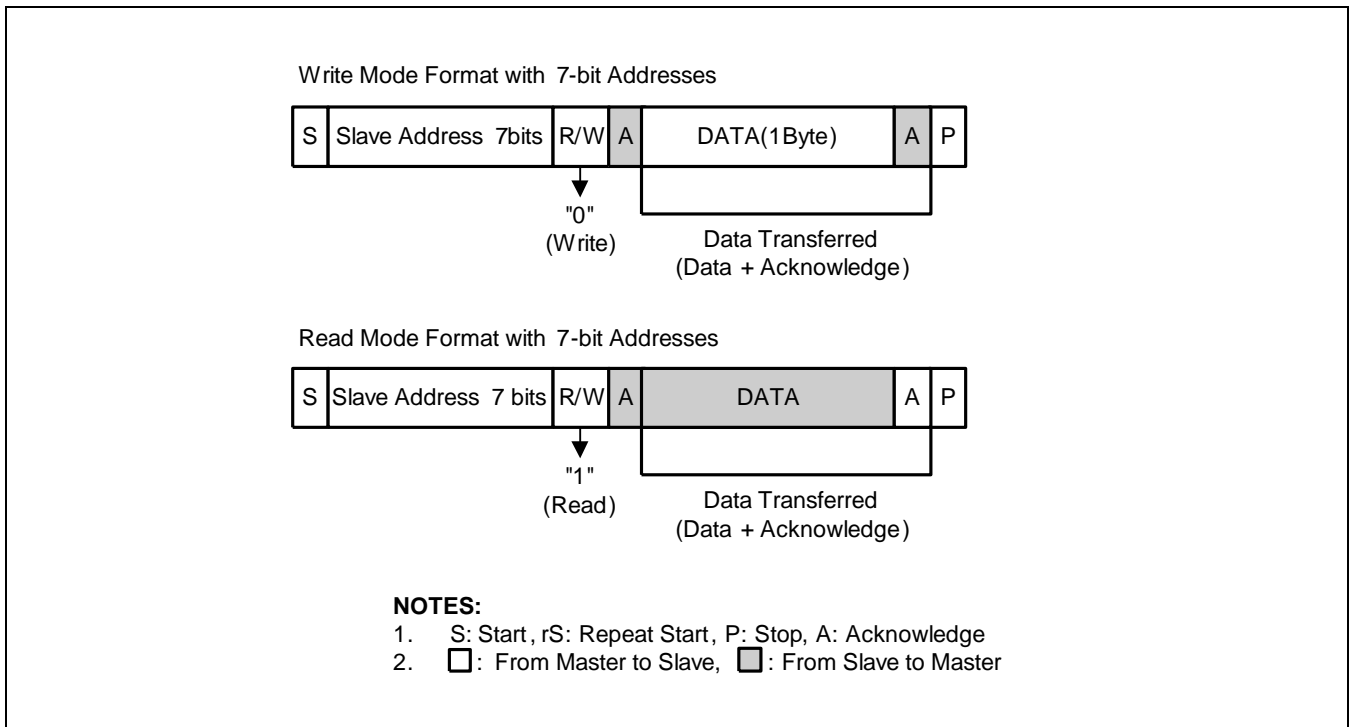 Write Mode Format with 7-bit Addresses
S Slave Address 7bits R/W A DATA(1Byte) A P
"0"
(Write)
Data Transferred
(Data + Acknowledge)
Read Mode Format with 7-bit Addresses
S Slave Address 7 bits R/W A DATA A P
"1"
(Read)
Data Transferred
(Data + Acknowledge)
NOTES:
1. S: Start, rS: Repeat Start, P: Stop, A: Acknowledge
2. : From Master to Slave, : From Slave to Master